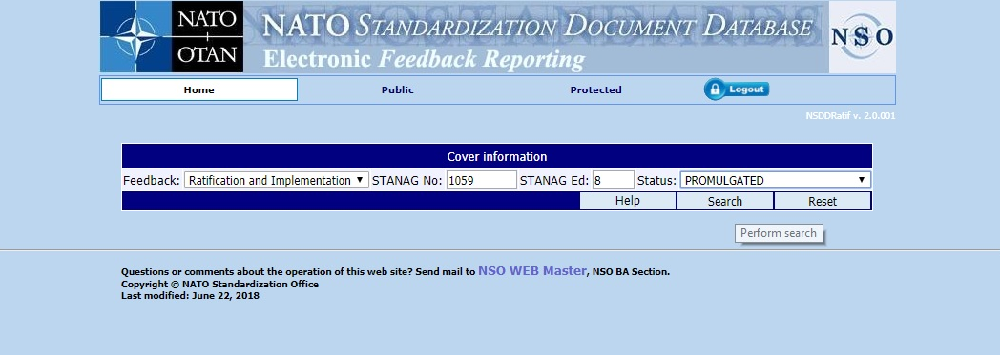 NATO
OTAN
NATO STANDARDIZATION DOCUMENT DATABASE
Electronic Feedback Reporting
NSO
Home Public Protected Logout
NSDDRatif v. 2.0.001
Cover information
Feedback: Ratification and Implementation STANAG No: 1059 STANAG Ed: 8 Status: PROMULGATED
Help Search Reset
Perform search
Questions or comments about the operation of this web site? Send mail to NSO WEB Master, NSO BA Section.
Copyright © NATO Standardization Office
Last modified: June 22, 2018